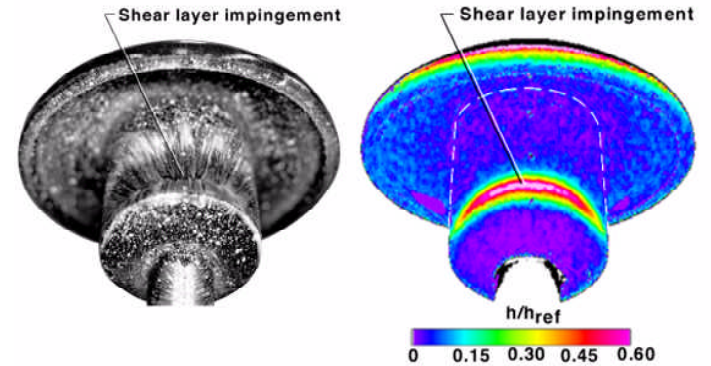 Shear layer impingement
Shear layer impingement
h/href
0 0.15 0.30 0.45 0.60